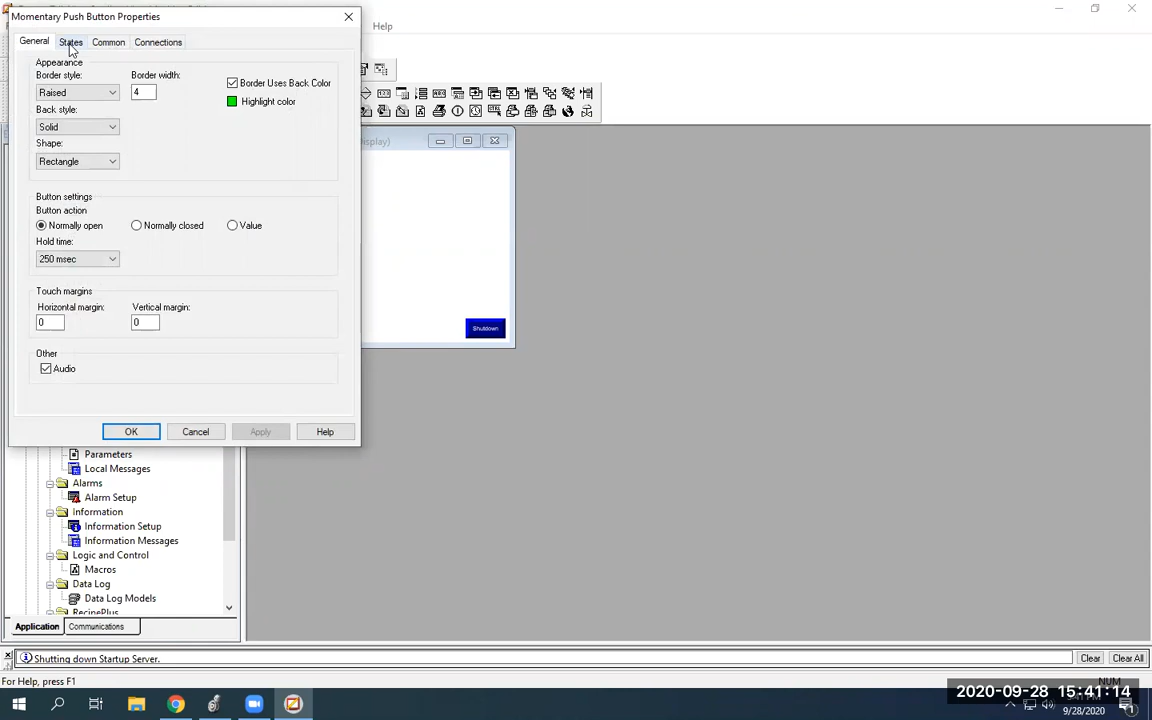 Momentary Push Button Properties
Help
General
States
Common
Connections
Appearance
Border style:
Border width:
Raised
4
Border Uses Back Color
Highlight color
Back style:
Solid
Shape:
Rectangle
Button settings
Button action
Normally open
Normally closed
Value
Hold time:
250 msec
Touch margins
Horizontal margin:
Vertical margin:
0
0
Other
Audio
OK
Cancel
Apply
Help
isplay)
Shutdown
Parameters
Local Messages
Alarms
Alarm Setup
Information
Information Setup
Information Messages
Logic and Control
Macros
Data Log
Data Log Models
RecipePlus
Application
Communications
Shutting down Startup Server.
Clear
Clear All
For Help, press F1
NUM
2020-09-28 15:41:14
9/28/2020